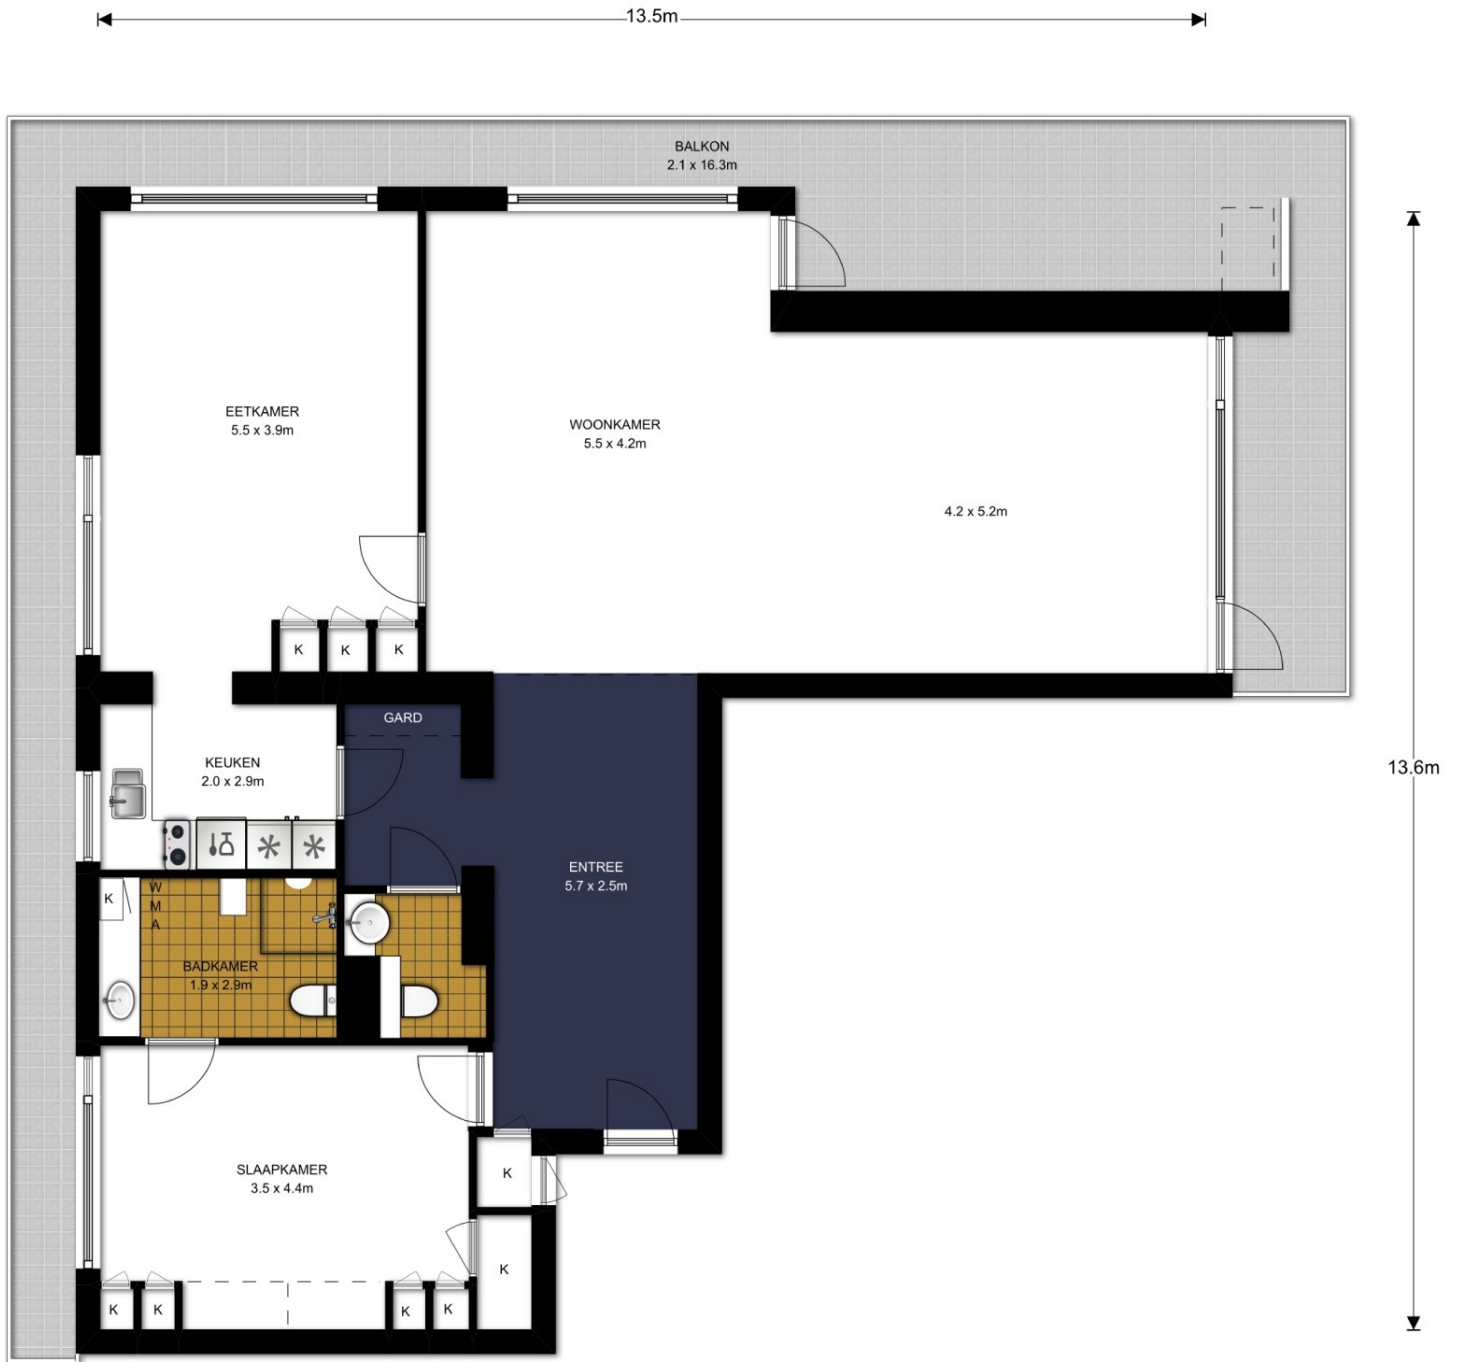 13.5m
BALKON
2.1 x 16.3m
EETKAMER
5.5 x 3.9m
WOONKAMER
5.5 x 4.2m
4.2 x 5.2m
K
K
K
GARD
KEUKEN
2.0 x 2.9m
13.6m
ENTREE
5.7 x 2.5m
K
W
M
A
BADKAMER
1.9 x 2.9m
SLAAPKAMER
3.5 x 4.4m
K
K
K
K
K
K